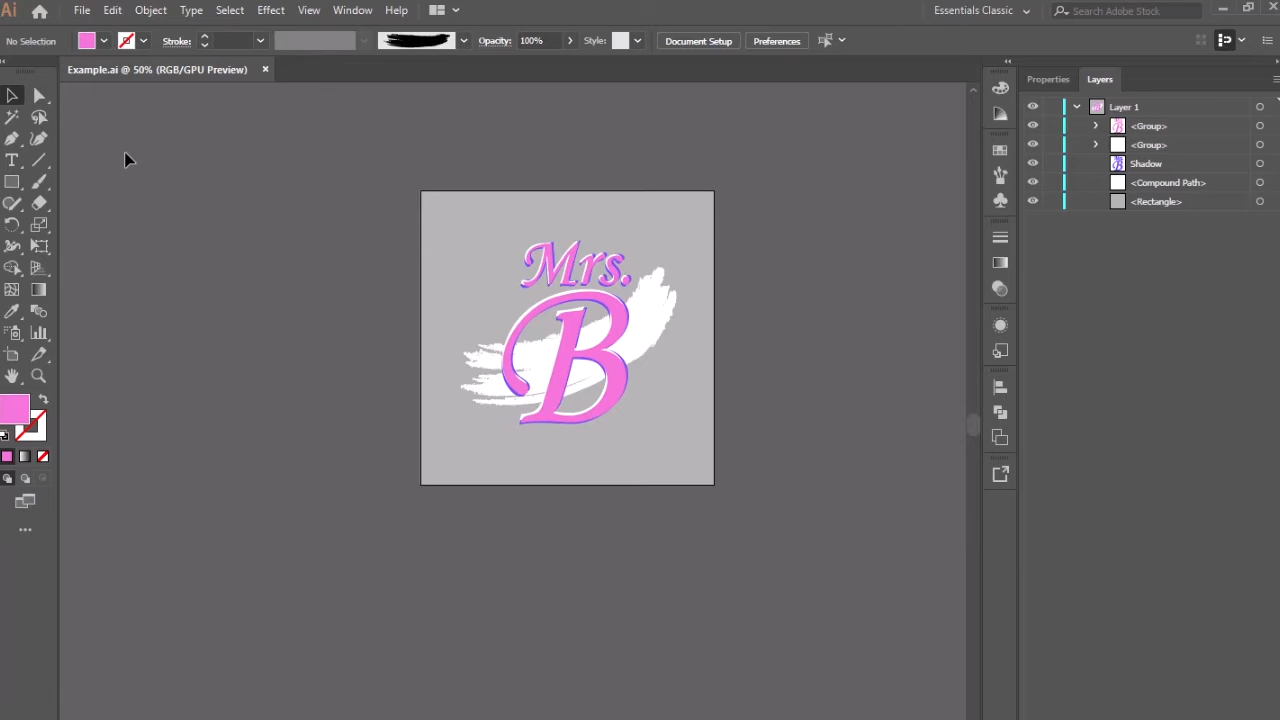 Ai File Edit Object Type Select Effect View Window Help Essentials Classic Search Adobe Stock
No Selection Stroke: Opacity: 100% Style: Document Setup Preferences
Example.ai @ 50% (RGB/GPU Preview) ×
Properties Layers
Layer 1
<Group>
<Group>
Shadow
<Compound Path>
<Rectangle>
T
Mrs.
B